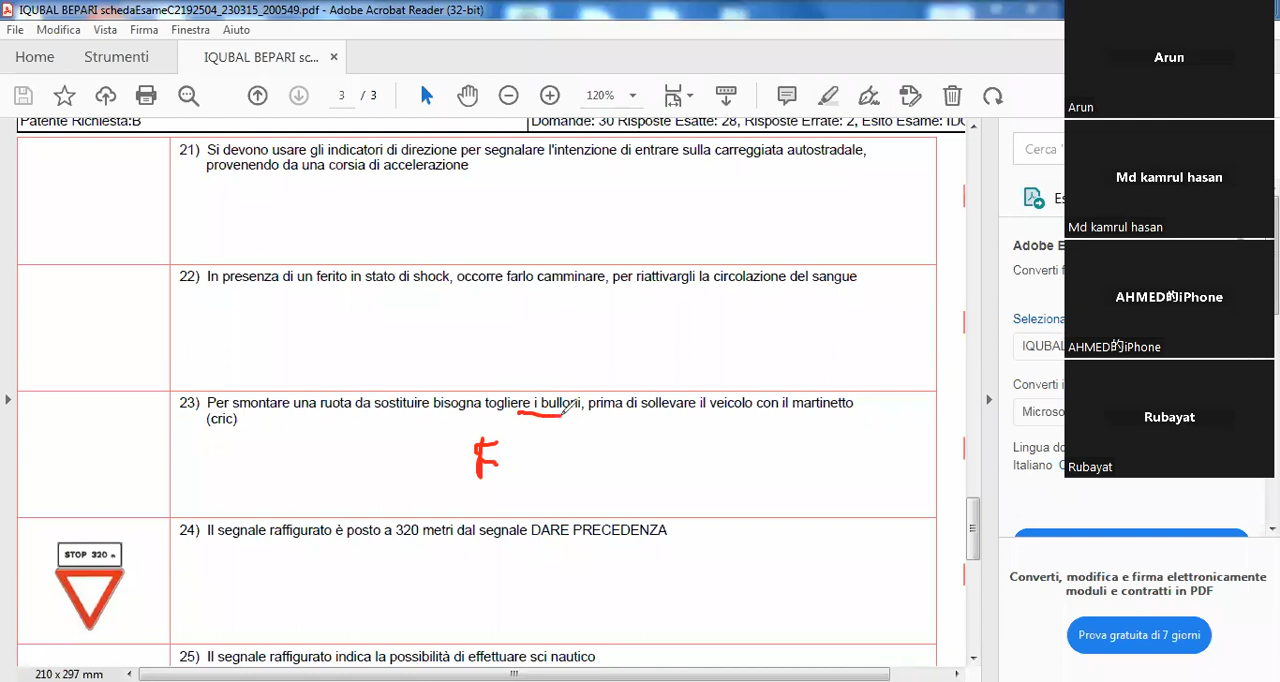 IQUBAL BEPARI schedaEsameC2192504_230315_200549.pdf - Adobe Acrobat Reader (32-bit)
File Modifica Vista Firma Finestra Aiuto
Home Strumenti IQUBAL BEPARI sc... ×
3 / 3 120%
Patente Richiesta:B Domande: 30 Risposte Esatte: 28, Risposte Errate: 2, Esito Esame: IDO
21) Si devono usare gli indicatori di direzione per segnalare l'intenzione di entrare sulla carreggiata autostradale,
provenendo da una corsia di accelerazione
22) In presenza di un ferito in stato di shock, occorre farlo camminare, per riattivargli la circolazione del sangue
23) Per smontare una ruota da sostituire bisogna togliere i bulloni, prima di sollevare il veicolo con il martinetto
(cric)
F
24) Il segnale raffigurato è posto a 320 metri dal segnale DARE PRECEDENZA
STOP 320 m
25) Il segnale raffigurato indica la possibilità di effettuare sci nautico
210 x 297 mm
Cerca
Es
Adobe E
Converti f
Seleziona
IQUBAL
Converti i
Microso
Lingua do
Italiano C
Converti, modifica e firma elettronicamente
moduli e contratti in PDF
Prova gratuita di 7 giorni
Arun
Arun
Md kamrul hasan
Md kamrul hasan
AHMED的iPhone
AHMED的iPhone
Rubayat
Rubayat